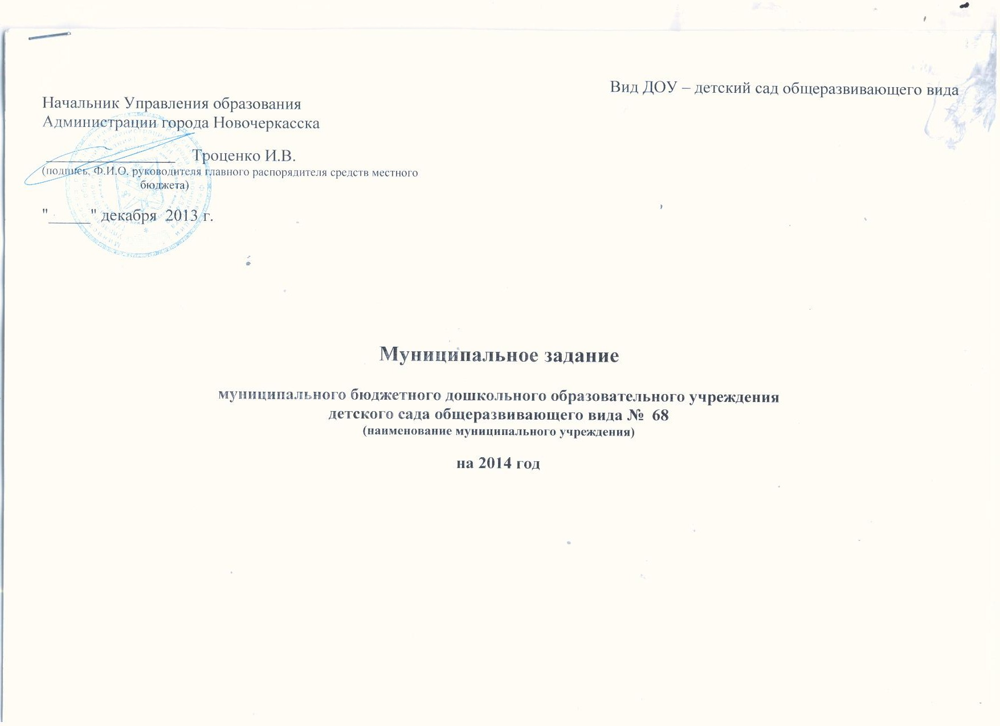 Вид ДОУ – детский сад общеразвивающего вида
Начальник Управления образования
Администрации города Новочеркасска
________________ Троценко И.В.
(подпись, Ф.И.О. руководителя главного распорядителя средств местного
бюджета)
"_____" декабря 2013 г.
Муниципальное задание
муниципального бюджетного дошкольного образовательного учреждения
детского сада общеразвивающего вида № 68
(наименование муниципального учреждения)
на 2014 год